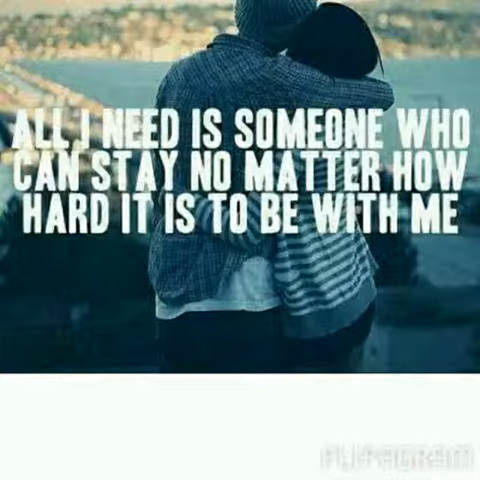 ALL I NEED IS SOMEONE WHO
CAN STAY NO MATTER HOW
HARD IT IS TO BE WITH ME
FLIPAGRAM